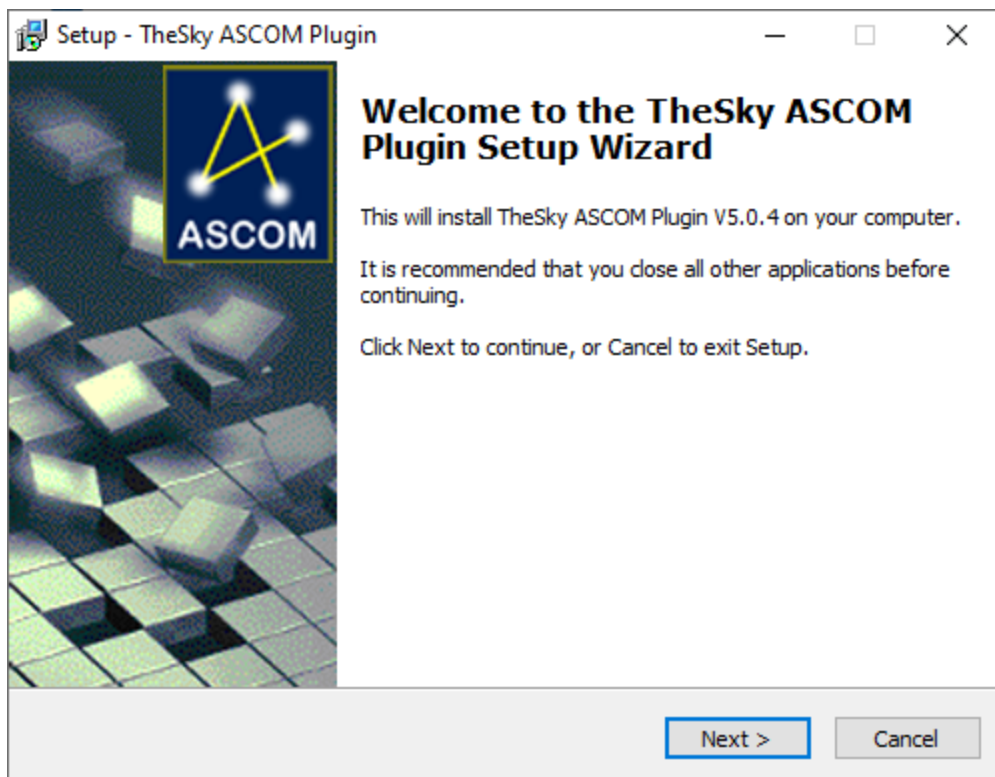 Setup - TheSky ASCOM Plugin
ASCOM
Welcome to the TheSky ASCOM
Plugin Setup Wizard
This will install TheSky ASCOM Plugin V5.0.4 on your computer.
It is recommended that you close all other applications before
continuing.
Click Next to continue, or Cancel to exit Setup.
Next >
Cancel